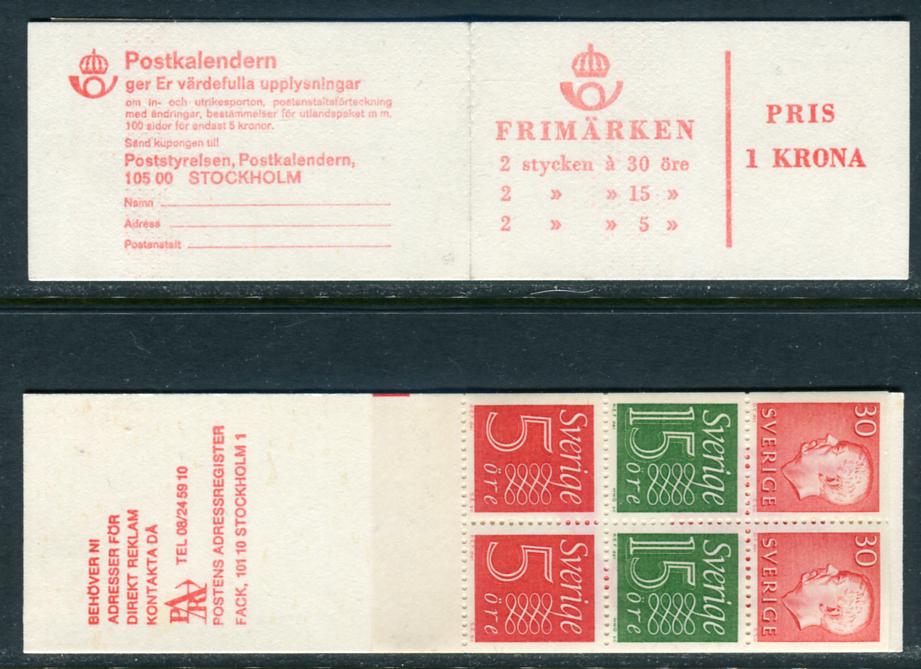 Postkalendern
ger Er värdefulla upplysningar
om in- och utrikesporton, postanstaltsförteckning
med ändringar, bestämmelser för utlandspaket m m.
100 sidor för endast 5 kronor.
Sänd kupongen till
Poststyrelsen, Postkalendern,
105 00 STOCKHOLM
Namn
Adress
Postanstalt
FRIMÄRKEN
2 stycken à 30 öre
2 » » 15 »
2 » » 5 »
PRIS
1 KRONA
BEHÖVER NI
ADRESSER FÖR
DIREKT REKLAM
KONTAKTA DÅ
PAR TEL 08/24 59 10
POSTENS ADRESSREGISTER
FACK, 101 10 STOCKHOLM 1
Sverige
5 öre
Sverige
15 öre
30
SVERIGE
Sverige
5 öre
Sverige
15 öre
30
SVERIGE